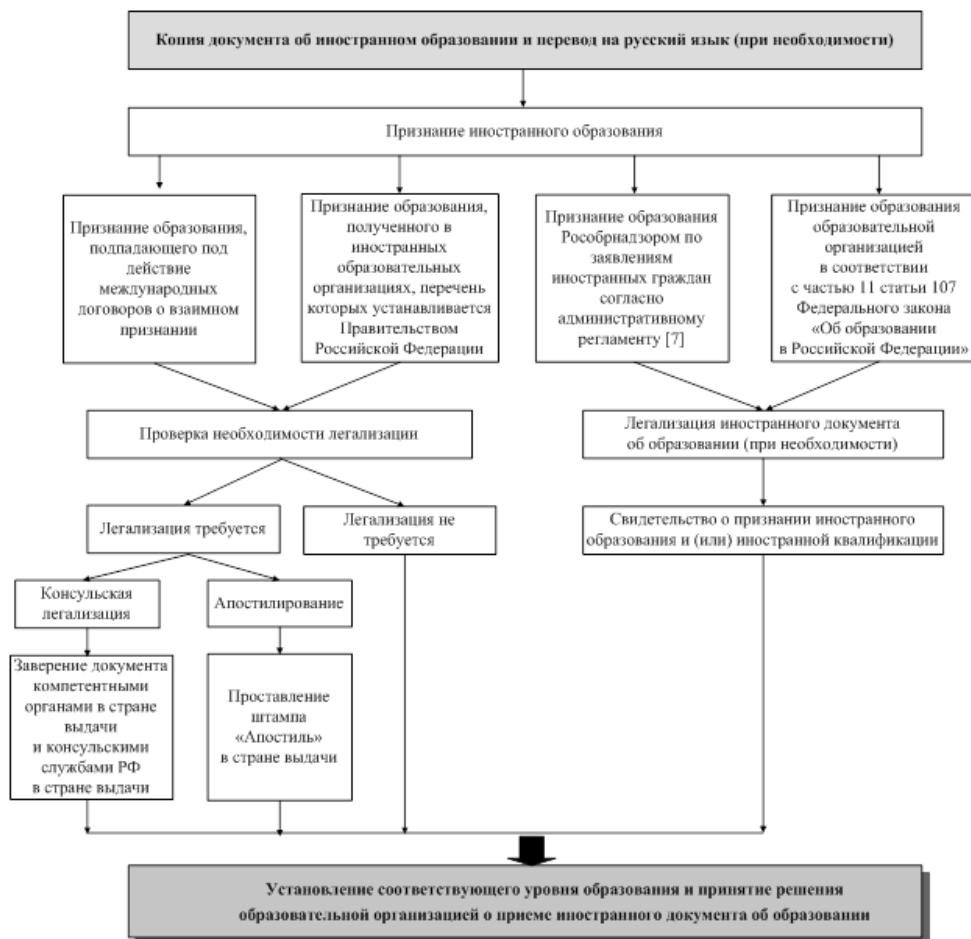 Копия документа об иностранном образовании и перевод на русский язык (при необходимости)
Признание иностранного образования
Признание образования,
подпадающего под
действие
международных
договоров о взаимном
признании
Признание образования,
полученного в
иностранных
образовательных
организациях, перечень
которых устанавливается
Правительством
Российской Федерации
Признание образования
Рособрнадзором по
заявлениям
иностранных граждан
согласно
административному
регламенту [7]
Признание образования
образовательной
организацией
в соответствии
с частью 11 статьи 107
Федерального закона
«Об образовании
в Российской Федерации»
Проверка необходимости легализации
Легализация иностранного документа
об образовании (при необходимости)
Легализация требуется
Легализация не
требуется
Свидетельство о признании иностранного
образования и (или) иностранной квалификации
Консульская
легализация
Апостилирование
Заверение документа
компетентными
органами в стране
выдачи
и консульскими
службами РФ
в стране выдачи
Проставление
штампа
«Апостиль»
в стране выдачи
Установление соответствующего уровня образования и принятие решения
образовательной организацией о приеме иностранного документа об образовании